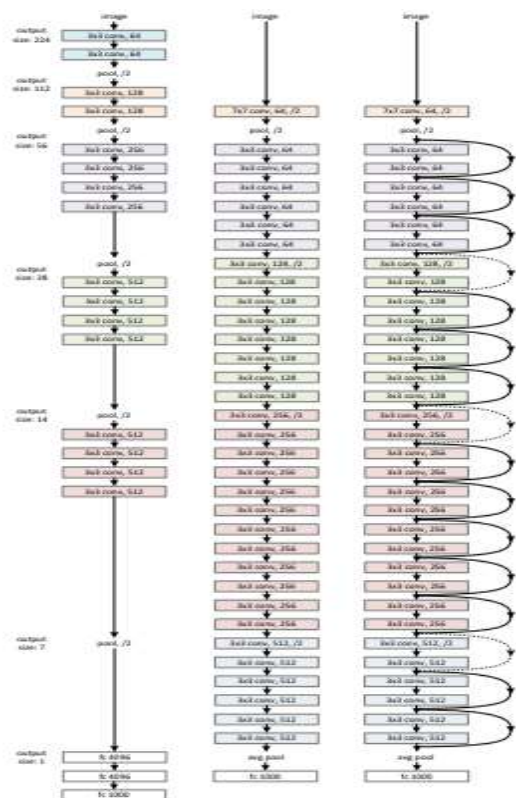 output
size: 224
output
size: 112
output
size: 56
output
size: 28
output
size: 14
output
size: 7
output
size: 1
image
3x3 conv, 64
3x3 conv, 64
pool, /2
3x3 conv, 128
3x3 conv, 128
pool, /2
3x3 conv, 256
3x3 conv, 256
3x3 conv, 256
3x3 conv, 256
pool, /2
3x3 conv, 512
3x3 conv, 512
3x3 conv, 512
3x3 conv, 512
pool, /2
3x3 conv, 512
3x3 conv, 512
3x3 conv, 512
3x3 conv, 512
pool, /2
fc 4096
fc 4096
fc 1000
image
7x7 conv, 64, /2
pool, /2
3x3 conv, 64
3x3 conv, 64
3x3 conv, 64
3x3 conv, 64
3x3 conv, 64
3x3 conv, 64
3x3 conv, 128, /2
3x3 conv, 128
3x3 conv, 128
3x3 conv, 128
3x3 conv, 128
3x3 conv, 128
3x3 conv, 128
3x3 conv, 128
3x3 conv, 256, /2
3x3 conv, 256
3x3 conv, 256
3x3 conv, 256
3x3 conv, 256
3x3 conv, 256
3x3 conv, 256
3x3 conv, 256
3x3 conv, 256
3x3 conv, 256
3x3 conv, 256
3x3 conv, 256
3x3 conv, 512, /2
3x3 conv, 512
3x3 conv, 512
3x3 conv, 512
3x3 conv, 512
3x3 conv, 512
avg pool
fc 1000
image
7x7 conv, 64, /2
pool, /2
3x3 conv, 64
3x3 conv, 64
3x3 conv, 64
3x3 conv, 64
3x3 conv, 64
3x3 conv, 64
3x3 conv, 128, /2
3x3 conv, 128
3x3 conv, 128
3x3 conv, 128
3x3 conv, 128
3x3 conv, 128
3x3 conv, 128
3x3 conv, 128
3x3 conv, 256, /2
3x3 conv, 256
3x3 conv, 256
3x3 conv, 256
3x3 conv, 256
3x3 conv, 256
3x3 conv, 256
3x3 conv, 256
3x3 conv, 256
3x3 conv, 256
3x3 conv, 256
3x3 conv, 256
3x3 conv, 512, /2
3x3 conv, 512
3x3 conv, 512
3x3 conv, 512
3x3 conv, 512
3x3 conv, 512
avg pool
fc 1000